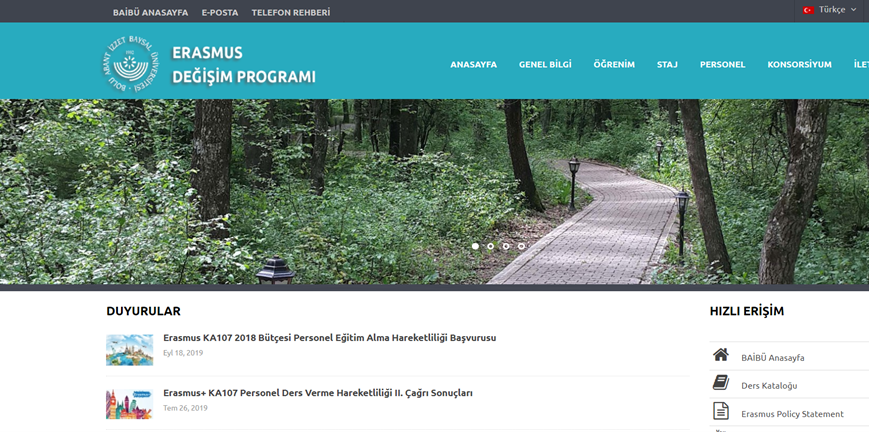 BAİBÜ ANASAYFA E-POSTA TELEFON REHBERİ Türkçe
BOLU ABANT İZZET BAYSAL ÜNİVERSİTESİ
1992
ERASMUS
DEĞİŞİM PROGRAMI
ANASAYFA GENEL BİLGİ ÖĞRENİM STAJ PERSONEL KONSORSİYUM İLET
DUYURULAR
Erasmus KA107 2018 Bütçesi Personel Eğitim Alma Hareketliliği Başvurusu
Eyl 18, 2019
Erasmus+ KA107 Personel Ders Verme Hareketliliği II. Çağrı Sonuçları
Tem 26, 2019
HIZLI ERİŞİM
BAİBÜ Anasayfa
Ders Kataloğu
Erasmus Policy Statement